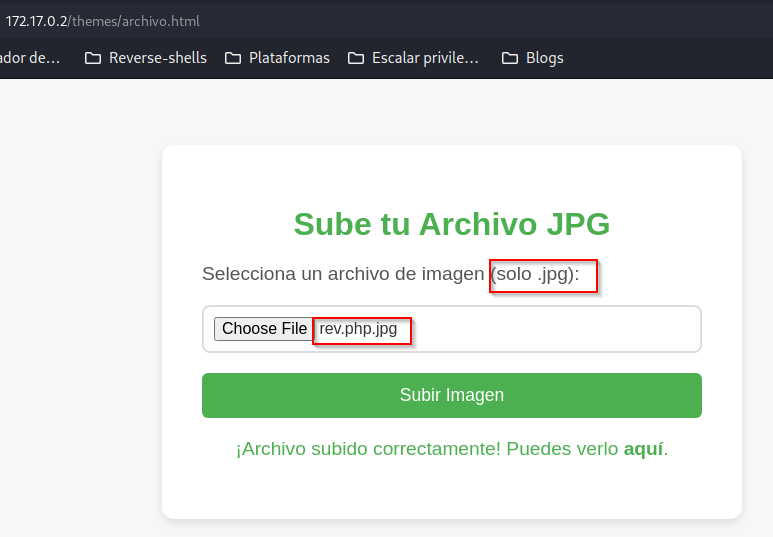 172.17.0.2/themes/archivo.html
ador de… Reverse-shells Plataformas Escalar privile… Blogs
Sube tu Archivo JPG
Selecciona un archivo de imagen (solo .jpg):
Choose File rev.php.jpg
Subir Imagen
¡Archivo subido correctamente! Puedes verlo aquí.